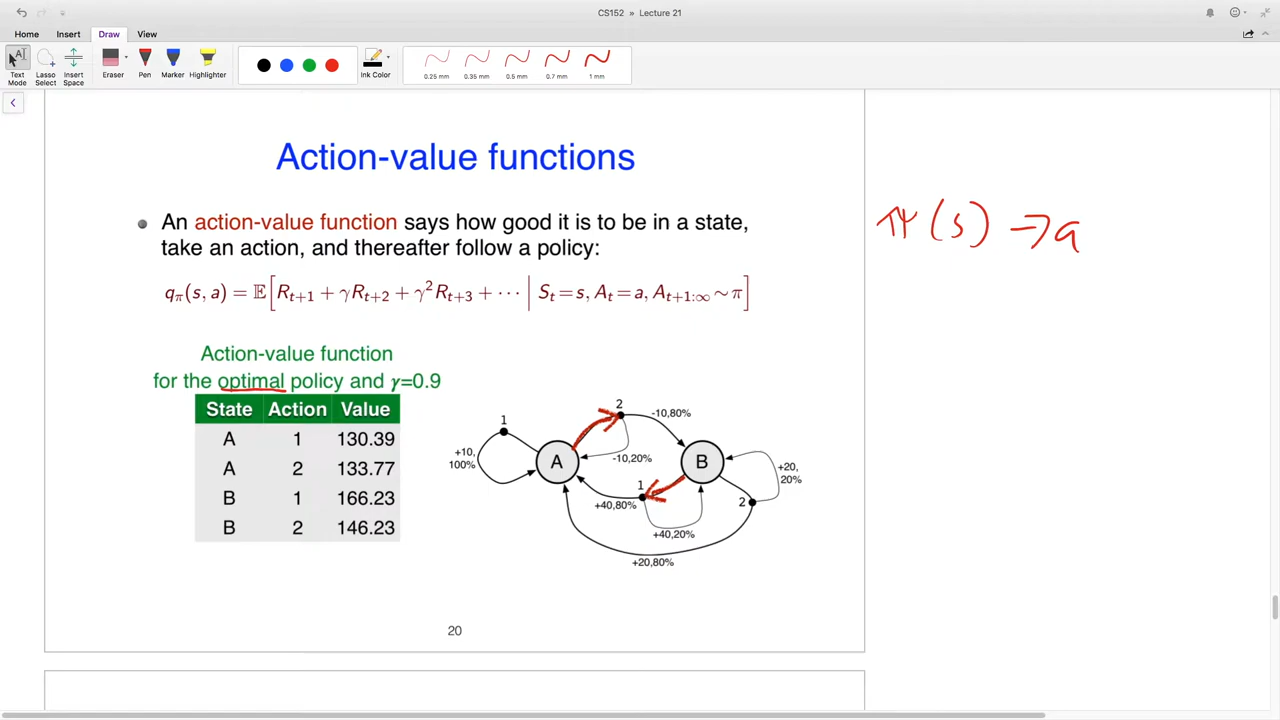 CS152 » Lecture 21
Home Insert Draw View
Text Mode
Lasso Select
Insert Space
Eraser
Pen
Marker
Highlighter
Ink Color
0.25 mm
0.35 mm
0.5 mm
0.7 mm
1 mm
Action-value functions
An action-value function says how good it is to be in a state,
take an action, and thereafter follow a policy:
π(s) → a
qπ(s, a) = 𝔼[Rt+1 + γRt+2 + γ²Rt+3 + ··· | St=s, At=a, At+1:∞ ∼ π]
Action-value function
for the optimal policy and γ=0.9
State Action Value
A 1 130.39
A 2 133.77
B 1 166.23
B 2 146.23
1
+10,
100%
A
2
-10,80%
-10,20%
B
+20,
20%
1
+40,80%
2
+40,20%
+20,80%
20